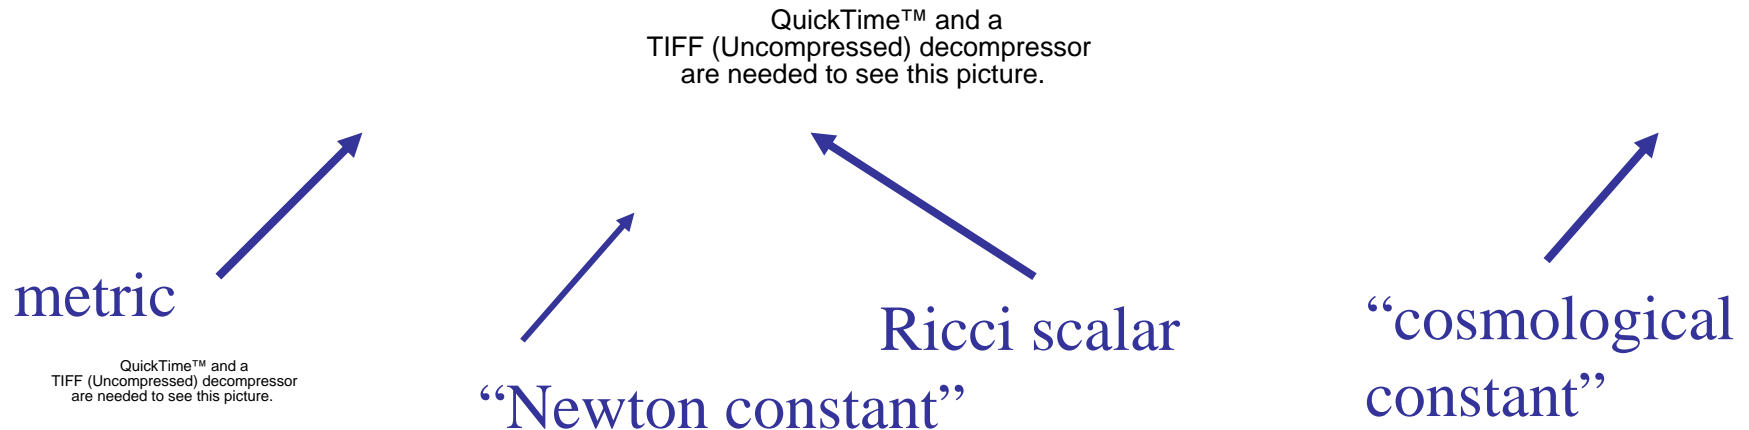 QuickTime™ and a
TIFF (Uncompressed) decompressor
are needed to see this picture.
metric
Ricci scalar
“cosmological
constant”
QuickTime™ and a
TIFF (Uncompressed) decompressor
are needed to see this picture.
“Newton constant”